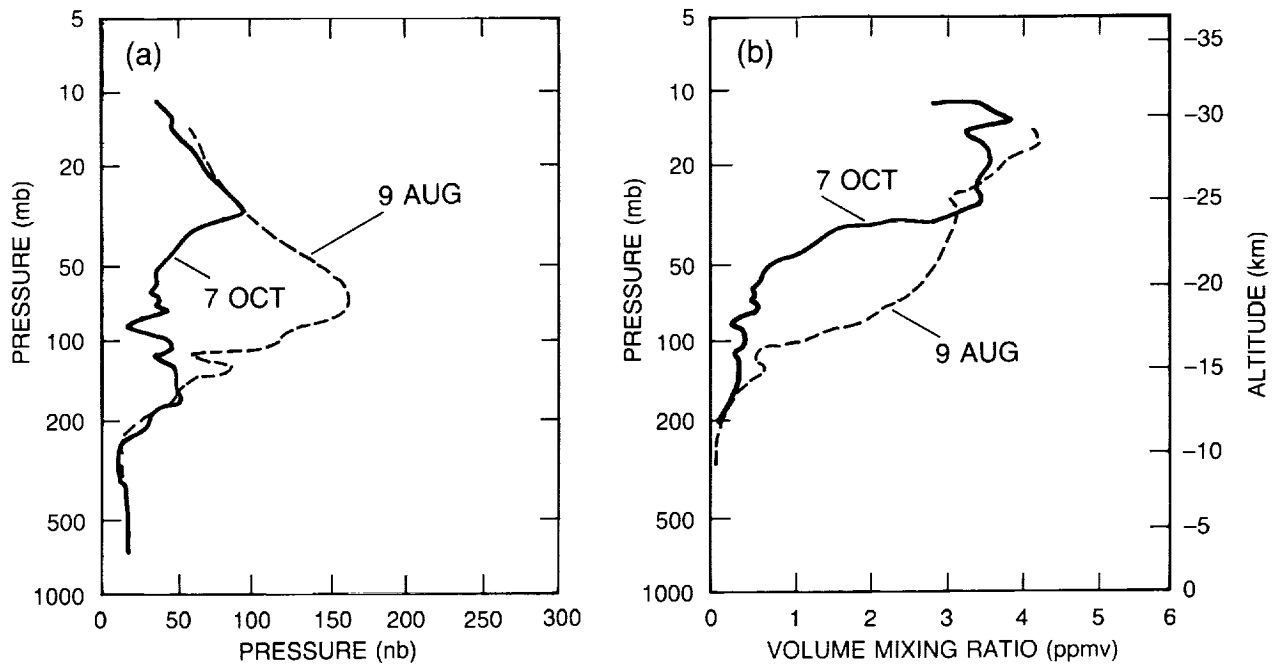 (a)
5
10
20
50
100
200
500
1000
PRESSURE (mb)
9 AUG
7 OCT
0 50 100 150 200 250 300
PRESSURE (nb)
(b)
5
10
20
50
100
200
500
1000
PRESSURE (mb)
7 OCT
9 AUG
0 1 2 3 4 5 6
VOLUME MIXING RATIO (ppmv)
–35
–30
–25
–20
–15
–10
–5
0
ALTITUDE (km)